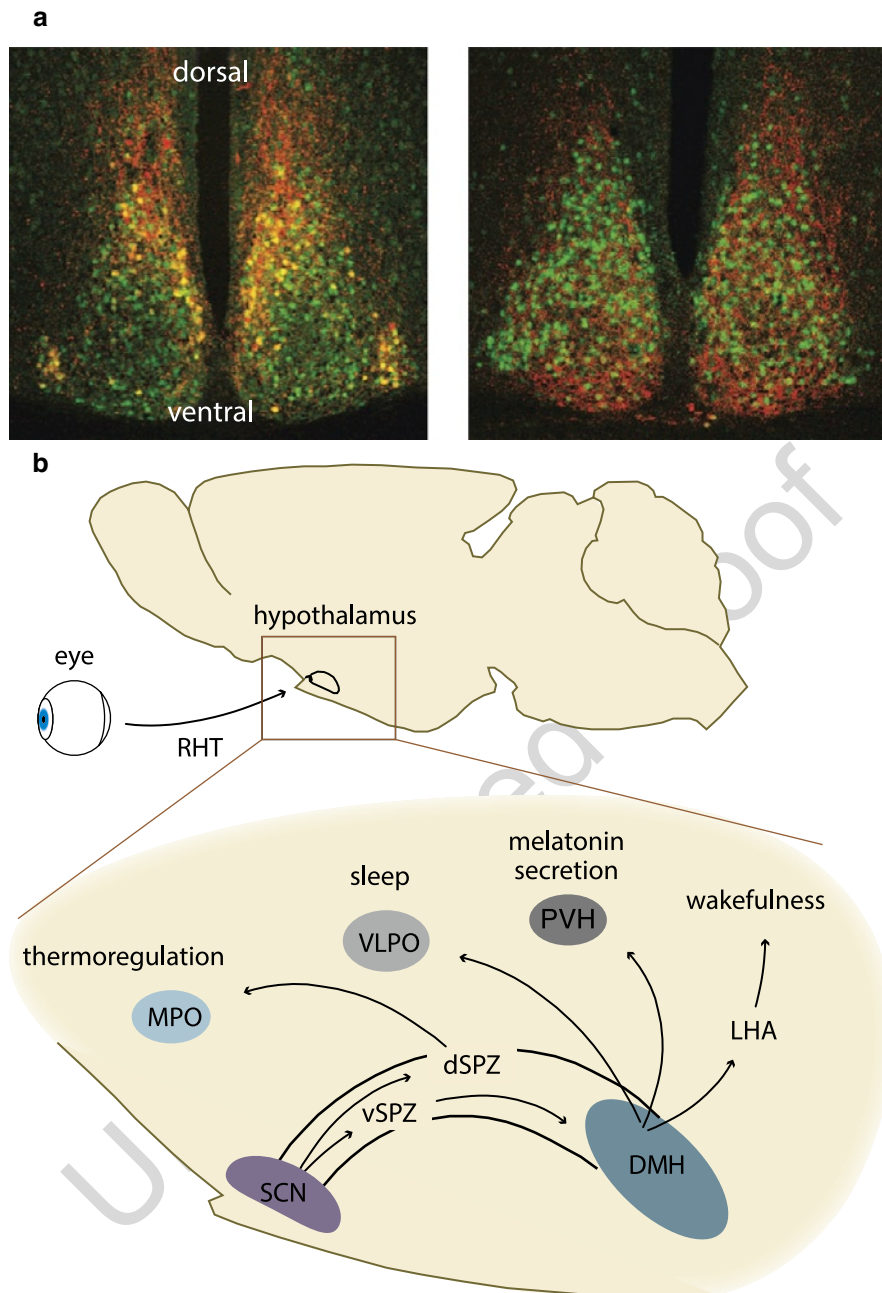 a
dorsal
ventral
b
hypothalamus
eye
RHT
melatonin
secretion
sleep
PVH
wakefulness
VLPO
thermoregulation
MPO
LHA
dSPZ
vSPZ
DMH
SCN